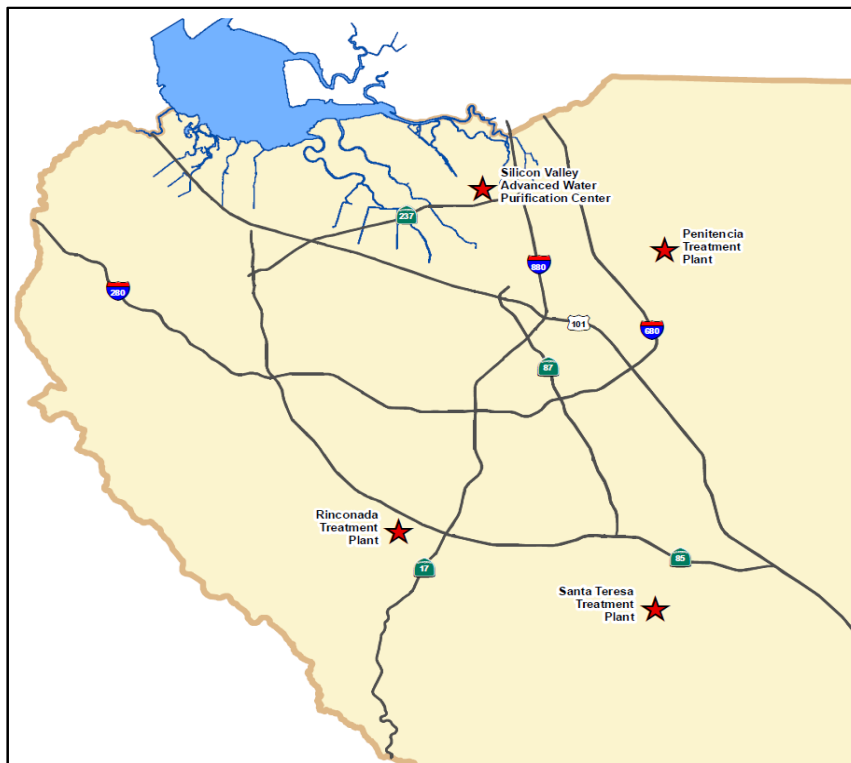 Silicon Valley
Advanced Water
Purification Center
237
Penitencia
Treatment
Plant
880
280
101
680
87
Rinconada
Treatment
Plant
85
17
Santa Teresa
Treatment
Plant